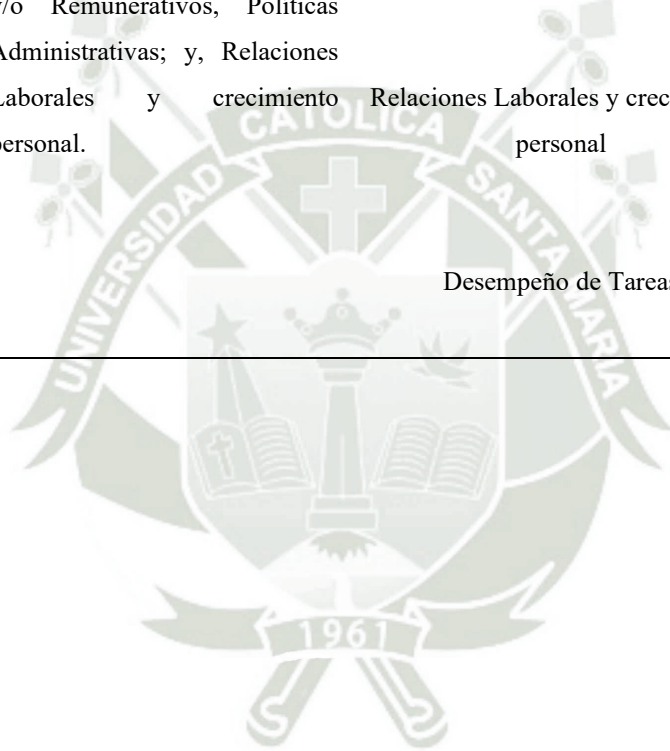 y/o Remunerativos, Políticas
Administrativas; y, Relaciones
Laborales y crecimiento
personal.
Relaciones Laborales y crec
personal
Desempeño de Tareas
UNIVERSIDAD CATOLICA SANTA MARIA
1961